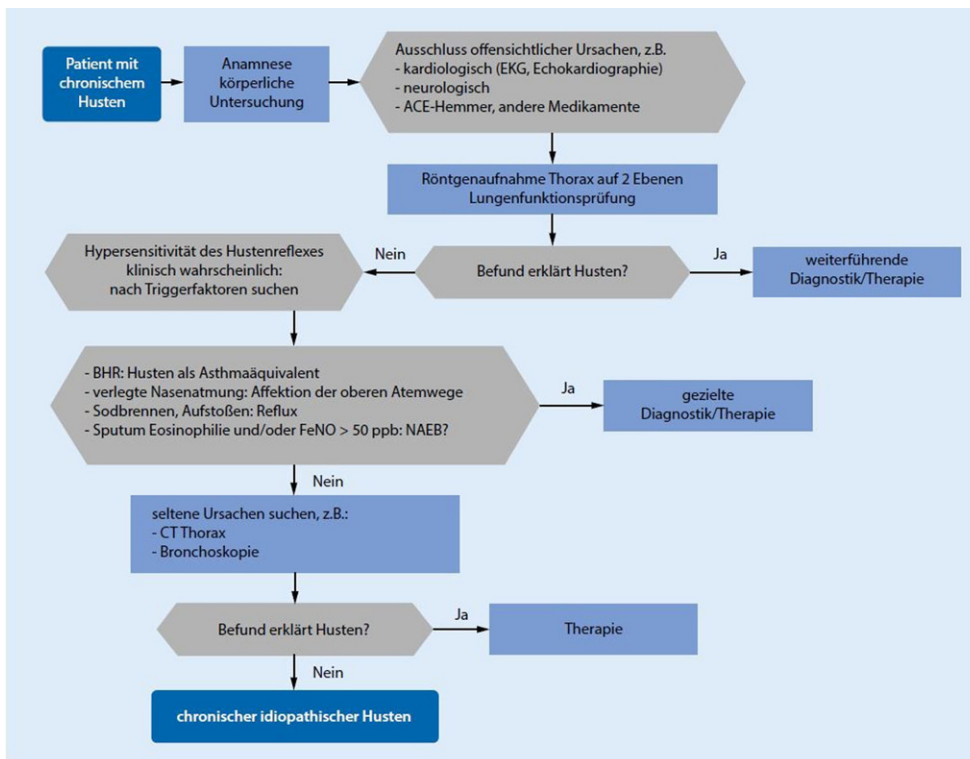 Patient mit
chronischem
Husten
Anamnese
körperliche
Untersuchung
Ausschluss offensichtlicher Ursachen, z.B.
- kardiologisch (EKG, Echokardiographie)
- neurologisch
- ACE-Hemmer, andere Medikamente
Röntgenaufnahme Thorax auf 2 Ebenen
Lungenfunktionsprüfung
Befund erklärt Husten?
Ja
weiterführende
Diagnostik/Therapie
Nein
Hypersensitivität des Hustenreflexes
klinisch wahrscheinlich:
nach Triggerfaktoren suchen
- BHR: Husten als Asthmaäquivalent
- verlegte Nasenatmung: Affektion der oberen Atemwege
- Sodbrennen, Aufstoßen: Reflux
- Sputum Eosinophilie und/oder FeNO > 50 ppb: NAEB?
Ja
gezielte
Diagnostik/Therapie
Nein
seltene Ursachen suchen, z.B.:
- CT Thorax
- Bronchoskopie
Befund erklärt Husten?
Ja
Therapie
Nein
chronischer idiopathischer Husten